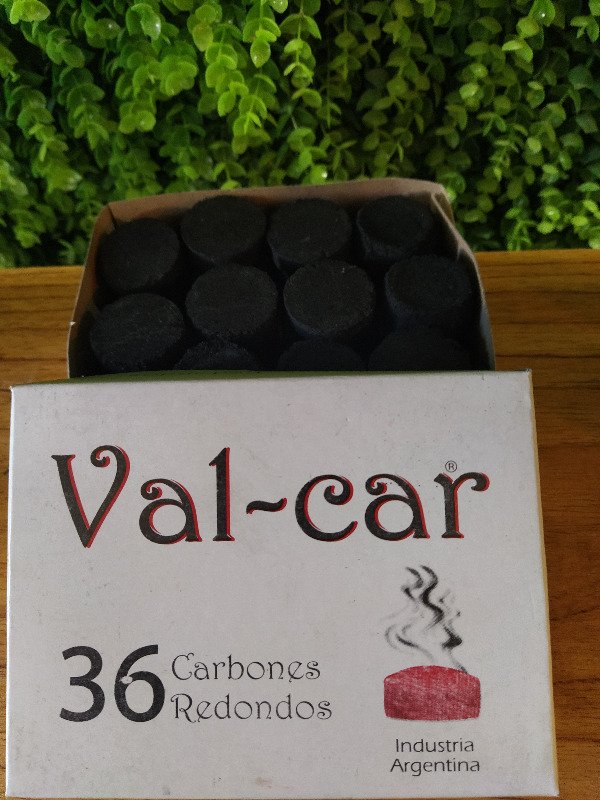 Val-car®
36 Carbones
Redondos
Industria
Argentina